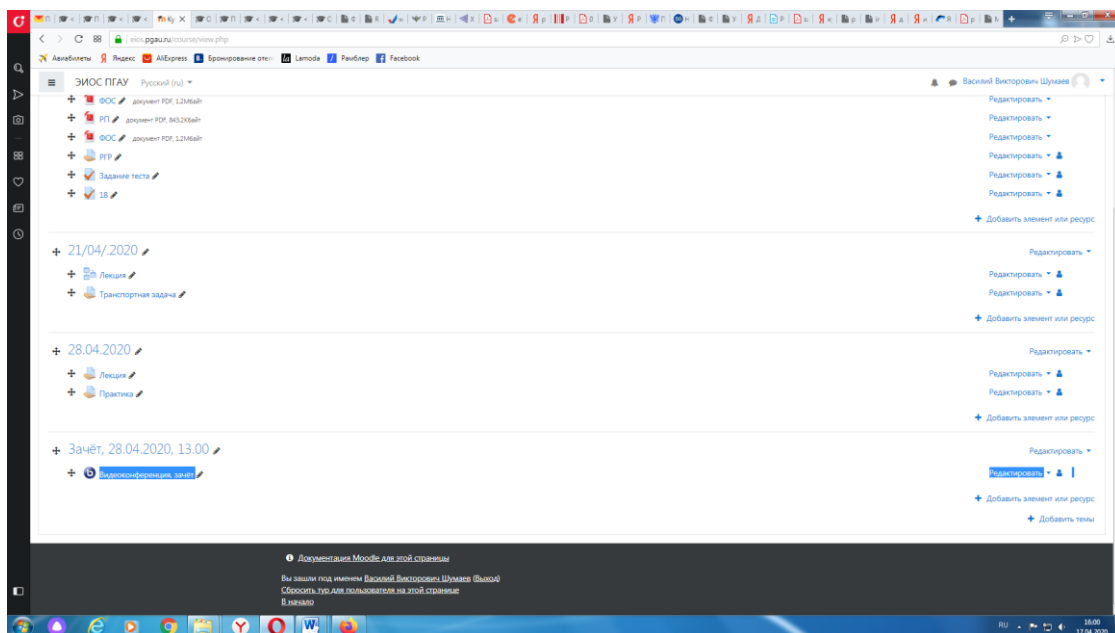 eios.pgau.ru/course/view.php
Авиабилеты Яндекс AliExpress Бронирование отел Lamoda Рамблер Facebook
ЭИОС ПГАУ Русский (ru) Василий Викторович Шумаев
ФОС документ PDF, 1.2Мбайт Редактировать
РП документ PDF, 843.2Кбайт Редактировать
ФОС документ PDF, 1.2Мбайт Редактировать
РГР Редактировать
Задание теста Редактировать
18 Редактировать
Добавить элемент или ресурс
21/04/.2020 Редактировать
Лекция Редактировать
Транспортная задача Редактировать
Добавить элемент или ресурс
28.04.2020 Редактировать
Лекция Редактировать
Практика Редактировать
Добавить элемент или ресурс
Зачёт, 28.04.2020, 13.00 Редактировать
Видеоконференция, зачёт Редактировать
Добавить элемент или ресурс
Добавить темы
Документация Moodle для этой страницы
Вы зашли под именем Василий Викторович Шумаев (Выход)
Сбросить тур для пользователя на этой странице
В начало
RU 16:00
17.04.2020